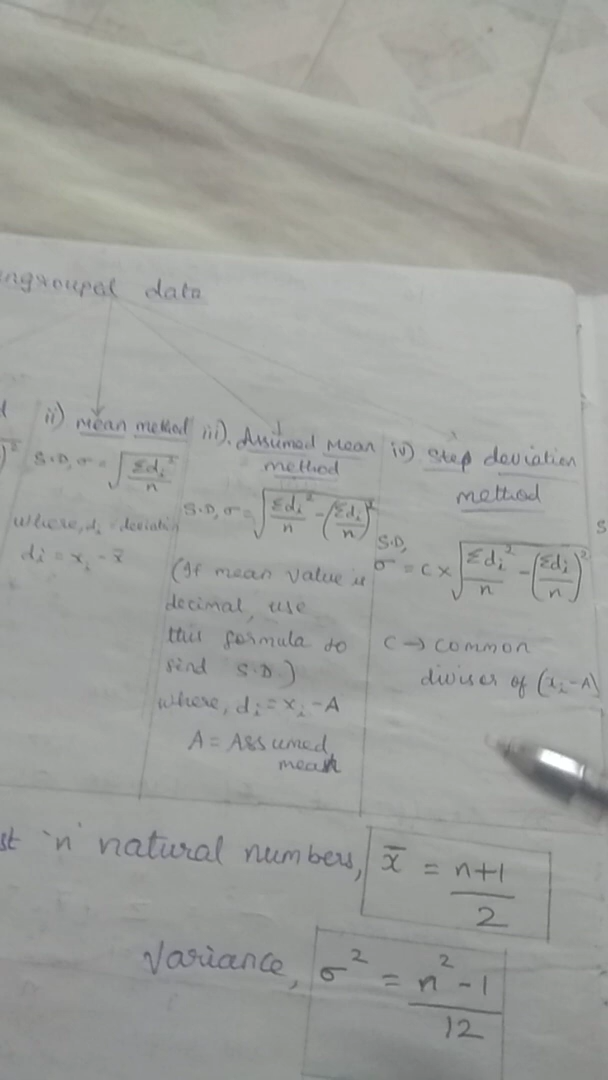 ngrouped data
ii) Mean method
S.D, σ = √(Σdᵢ²/n)
where, dᵢ - deviation
dᵢ = xᵢ - x̄
iii). Assumed Mean
method
S.D, σ = √(Σdᵢ²/n - (Σdᵢ/n)²)
(If mean value is
decimal, use
this formula to
find S.D.)
where, dᵢ = xᵢ - A
A = Assumed
mean
iv) Step deviation
method
S.D,
σ = C × √(Σdᵢ²/n - (Σdᵢ/n)²)
C → common
diviser of (xᵢ - A)
st 'n' natural numbers, x̄ = n+1/2
Variance, σ² = n²-1/12